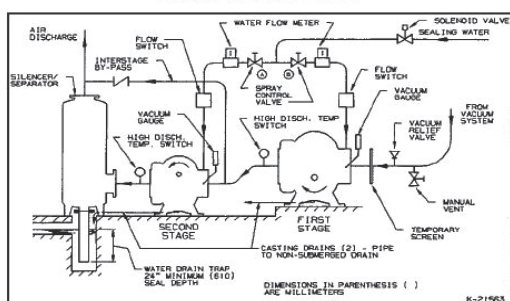 SOLENOID VALVE
WATER FLOW METER
SEALING WATER
AIR
DISCHARGE
FLOW
SWITCH
INTERSTAGE
BY-PASS
A
B
FLOW
SWITCH
SILENCER/
SEPARATOR
SPRAY
CONTROL
VALVE
VACUUM
GAUGE
FROM
VACUUM
SYSTEM
VACUUM
GAUGE
HIGH DISCH. TEMP
SWITCH
VACUUM
RELIEF
VALVE
HIGH DISCH.
TEMP. SWITCH
MANUAL
VENT
SECOND
STAGE
FIRST
STAGE
TEMPORARY
SCREEN
CASTING DRAINS (2) - PIPE
TO NON-SUBMERGED DRAIN
WATER DRAIN TRAP
24" MINIMUM (610)
SEAL DEPTH
DIMENSIONS IN PARENTHESIS ( )
ARE MILLIMETERS
K-21563